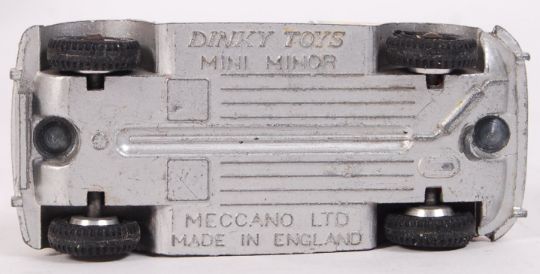 DINKY TOYS
MINI MINOR
MECCANO LTD
MADE IN ENGLAND